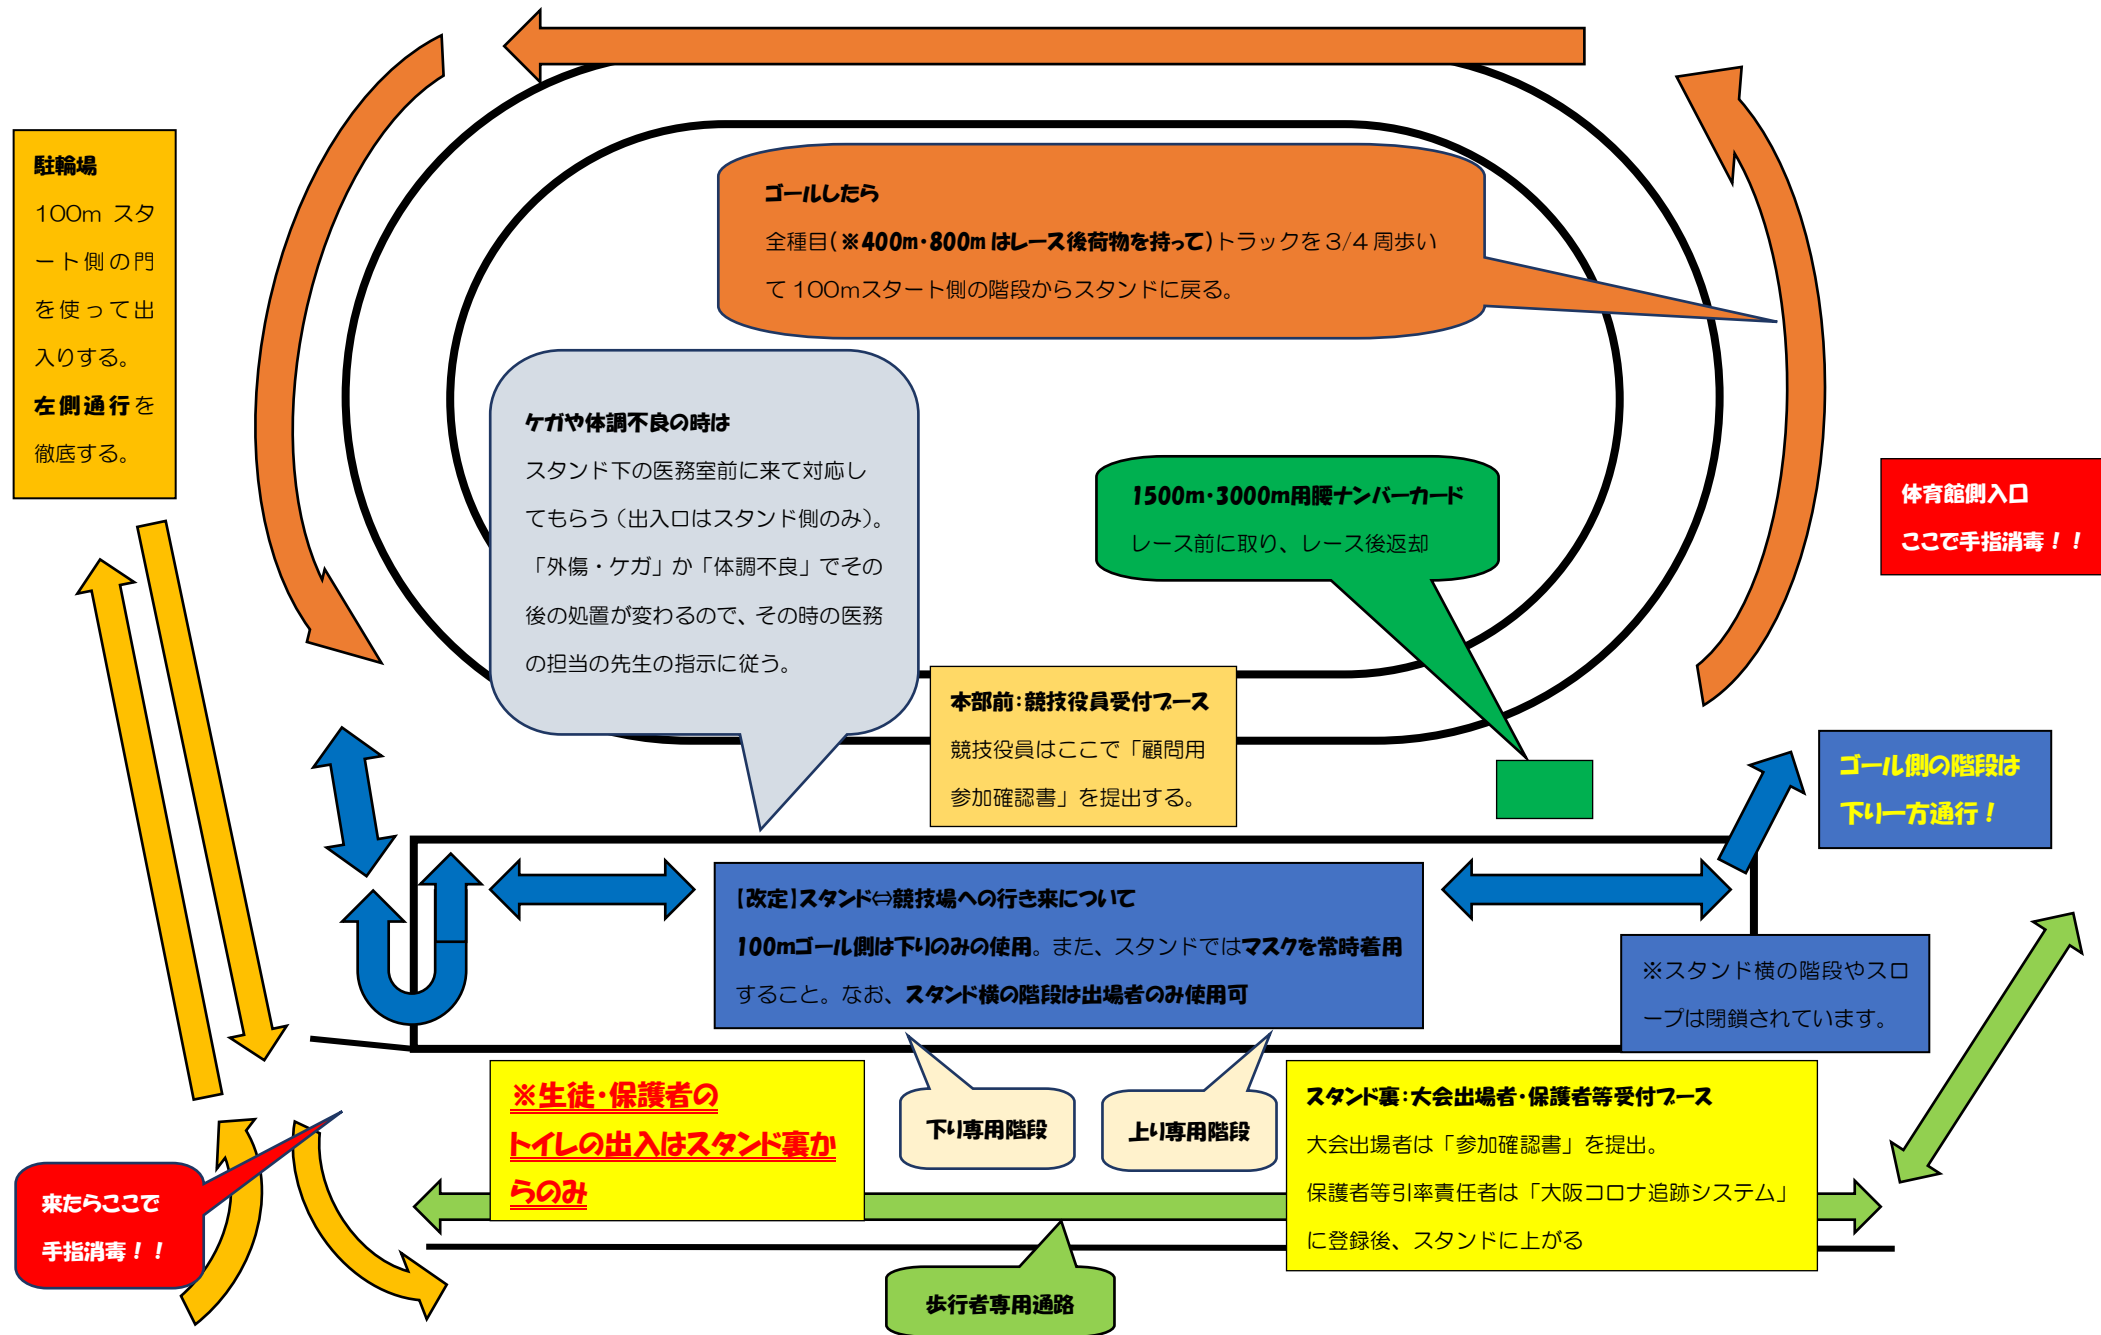 駐輪場
100m スタ
ート側の門
を使って出
入りする。
左側通行を
徹底する。
ゴールしたら
全種目(※400m・800m はレース後荷物を持って)トラックを3/4 周歩い
て 100mスタート側の階段からスタンドに戻る。
ケガや体調不良の時は
スタンド下の医務室前に来て対応し
てもらう（出入口はスタンド側のみ）。
「外傷・ケガ」か「体調不良」でその
後の処置が変わるので、その時の医務
の担当の先生の指示に従う。
1500m・3000m用腰ナンバーカード
レース前に取り、レース後返却
体育館側入口
ここで手指消毒！！
本部前：競技役員受付ブース
競技役員はここで「顧問用
参加確認書」を提出する。
ゴール側の階段は
下り一方通行！
【改定】スタンド⇔競技場への行き来について
100mゴール側は下りのみの使用。また、スタンドではマスクを常時着用
すること。なお、スタンド横の階段は出場者のみ使用可
※スタンド横の階段やスロ
ープは閉鎖されています。
※生徒・保護者の
トイレの出入はスタンド裏か
らのみ
下り専用階段
上り専用階段
スタンド裏：大会出場者・保護者等受付ブース
大会出場者は「参加確認書」を提出。
保護者等引率責任者は「大阪コロナ追跡システム」
に登録後、スタンドに上がる
来たらここで
手指消毒！！
歩行者専用通路